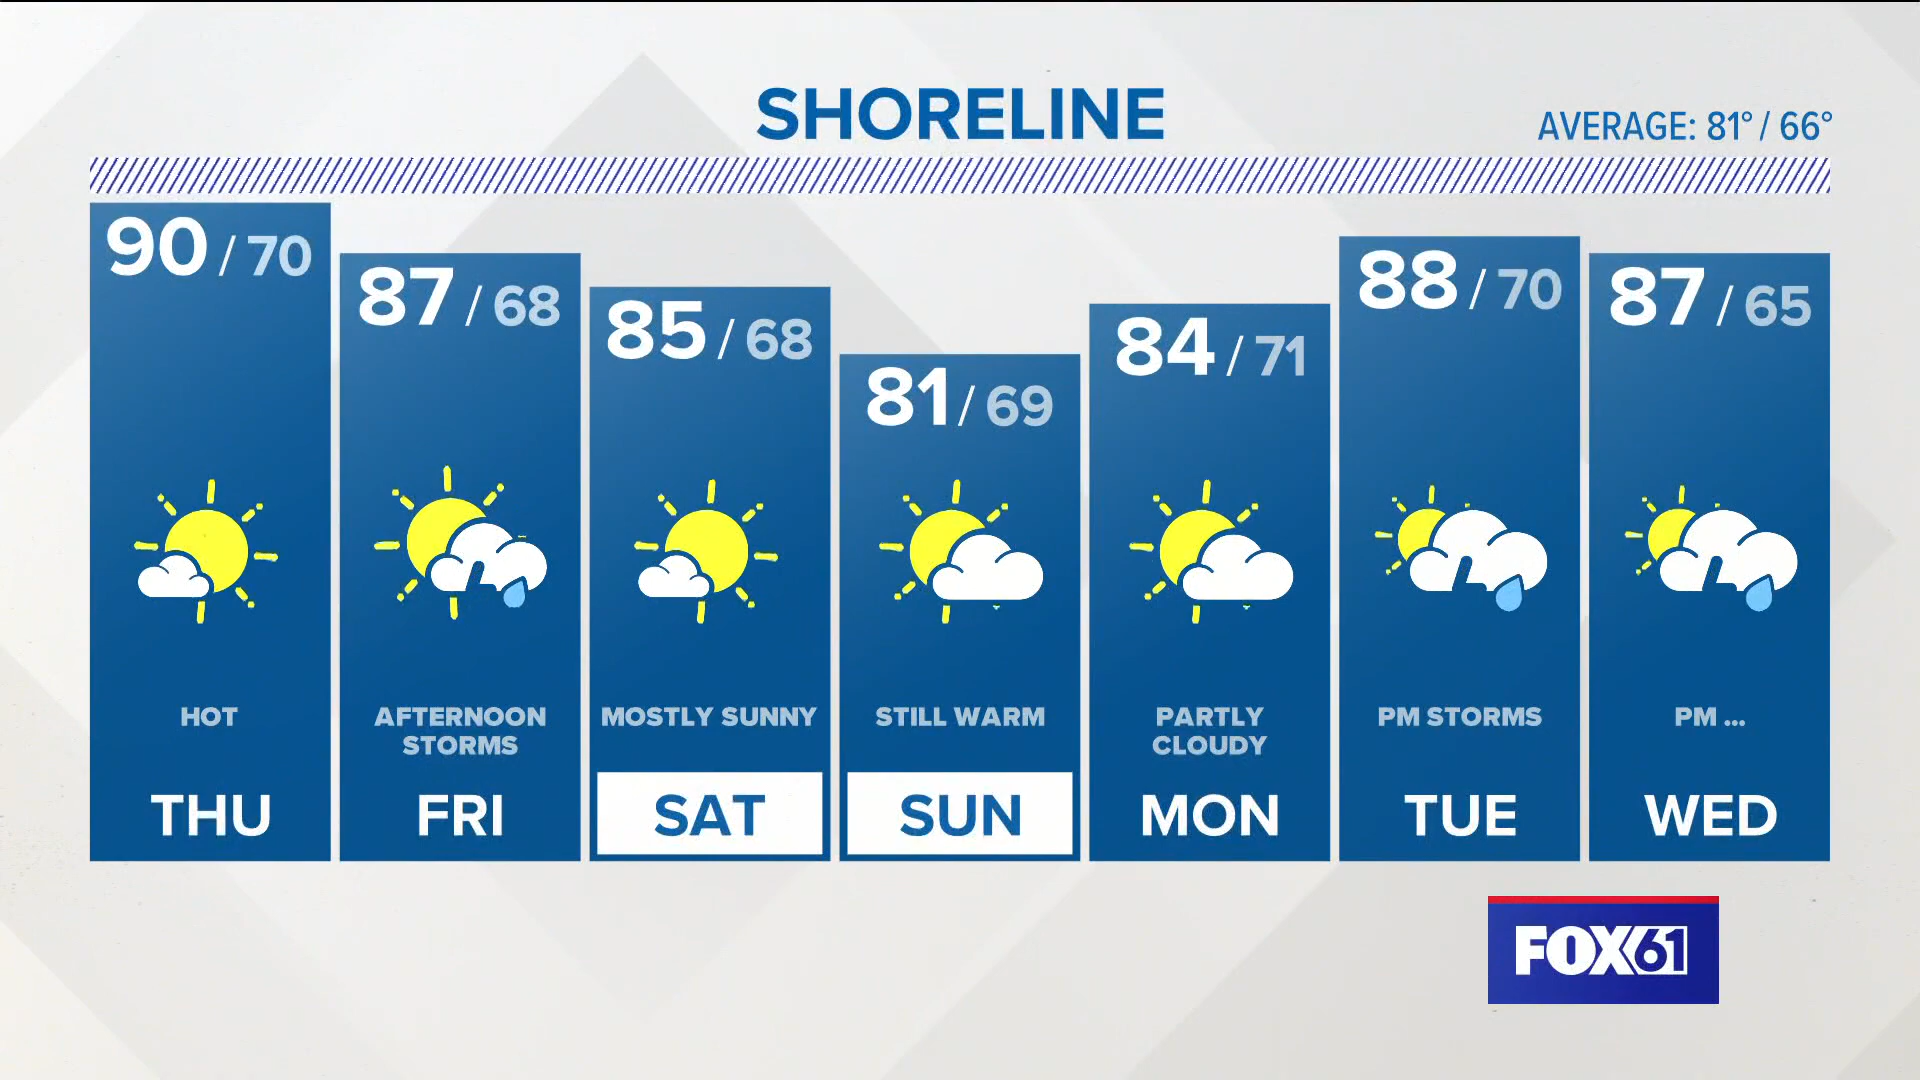 SHORELINE
AVERAGE: 81° / 66°
90 / 70
HOT
THU
87 / 68
AFTERNOON
STORMS
FRI
85 / 68
MOSTLY SUNNY
SAT
81 / 69
STILL WARM
SUN
84 / 71
PARTLY
CLOUDY
MON
88 / 70
PM STORMS
TUE
87 / 65
PM ...
WED
FOX61